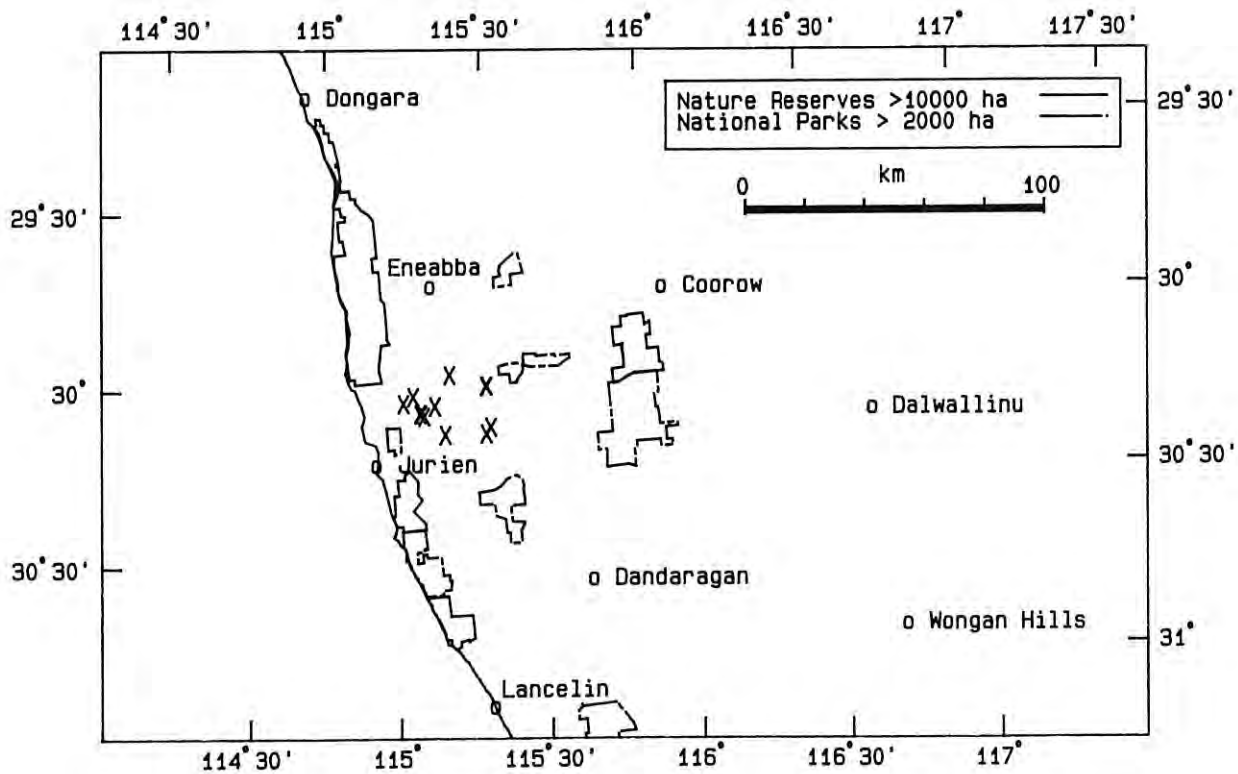 114°30' 115° 115°30' 116° 116°30' 117° 117°30'
Dongara
Nature Reserves >10000 ha
National Parks > 2000 ha
29°30'
km
0 100
29°30'
Eneabba
30°
Coorow
30°
X X X X X X X X X X
Dalwallinu
Jurien
30°30'
30°30'
Dandaragan
Wongan Hills
31°
Lancelin
114°30' 115° 115°30' 116° 116°30' 117°